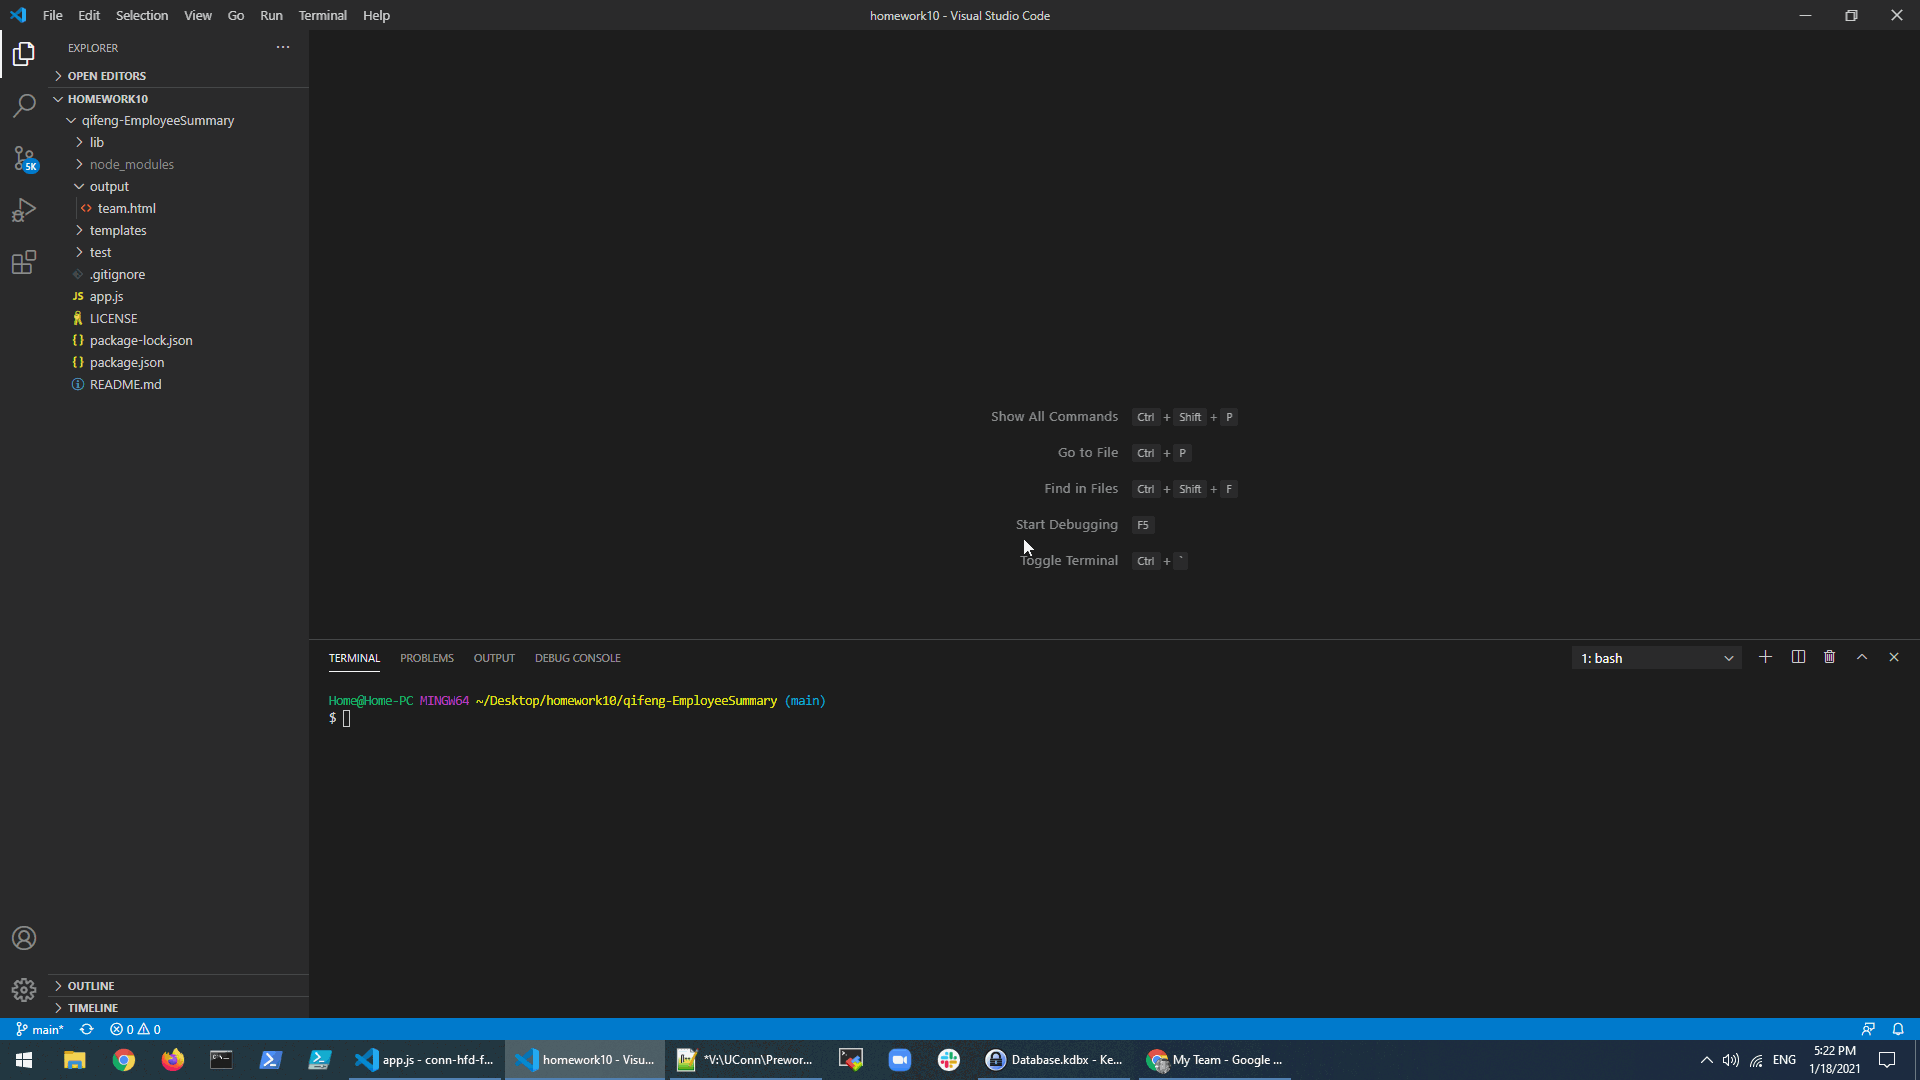 File Edit Selection View Go Run Terminal Help
homework10 - Visual Studio Code
EXPLORER
OPEN EDITORS
HOMEWORK10
qifeng-EmployeeSummary
lib
node_modules
output
team.html
templates
test
.gitignore
JS app.js
LICENSE
{} package-lock.json
{} package.json
README.md
5K
Show All Commands Ctrl + Shift + P
Go to File Ctrl + P
Find in Files Ctrl + Shift + F
Start Debugging F5
Toggle Terminal Ctrl + `
TERMINAL PROBLEMS OUTPUT DEBUG CONSOLE
1: bash
Home@Home-PC MINGW64 ~/Desktop/homework10/qifeng-EmployeeSummary (main)
$
OUTLINE
TIMELINE
main* 0 0
app.js - conn-hfd-f...
homework10 - Visu...
*V:\UConn\Prewor...
Database.kdbx - Ke...
My Team - Google ...
ENG
5:22 PM
1/18/2021